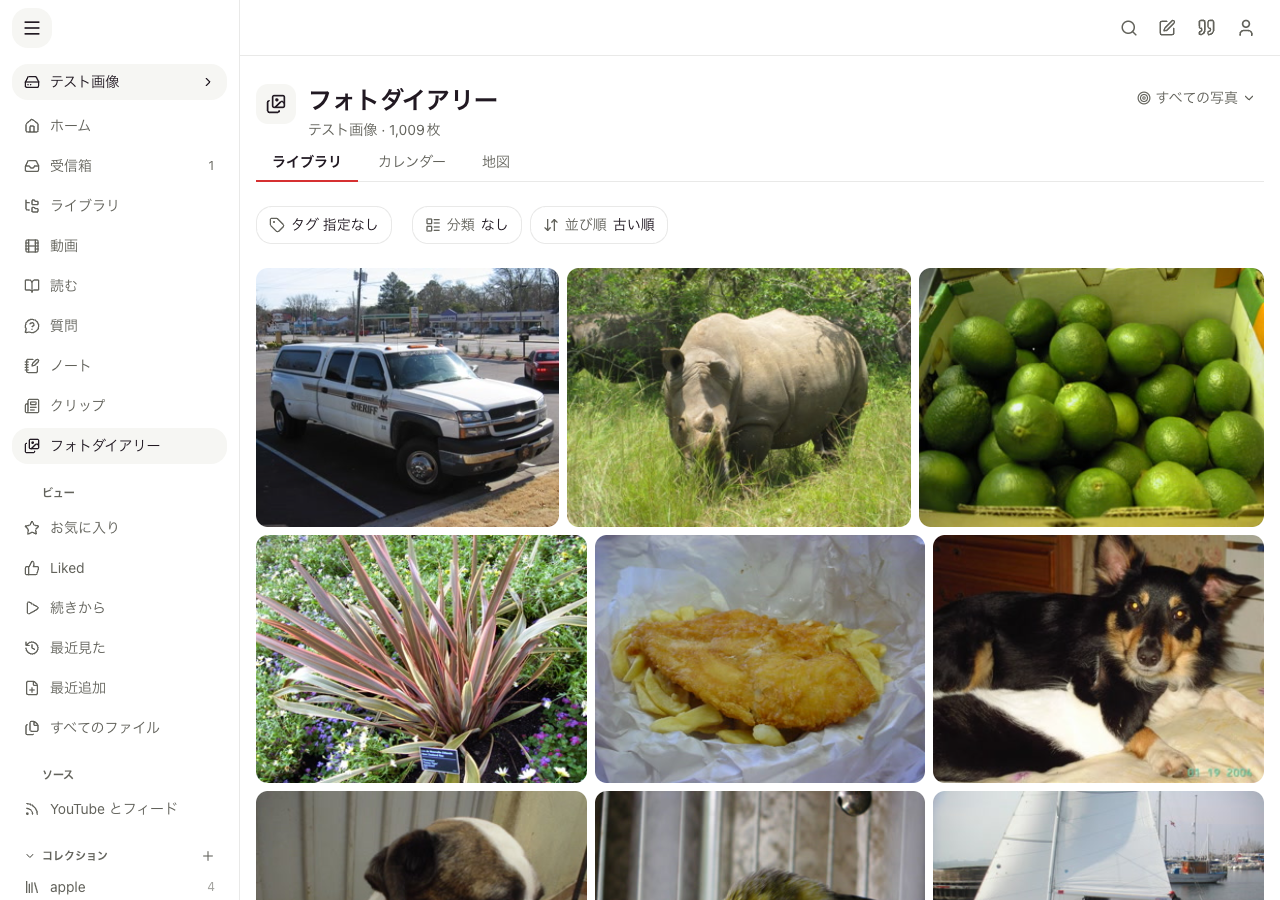 テスト画像
ホーム
受信箱 1
ライブラリ
動画
読む
質問
ノート
クリップ
フォトダイアリー
ビュー
お気に入り
Liked
続きから
最近見た
最近追加
すべてのファイル
ソース
YouTube とフィード
コレクション
apple 4
フォトダイアリー
テスト画像 · 1,009枚
すべての写真
ライブラリ カレンダー 地図
タグ 指定なし 分類 なし 並び順 古い順
SHERIFF
01 19 2006